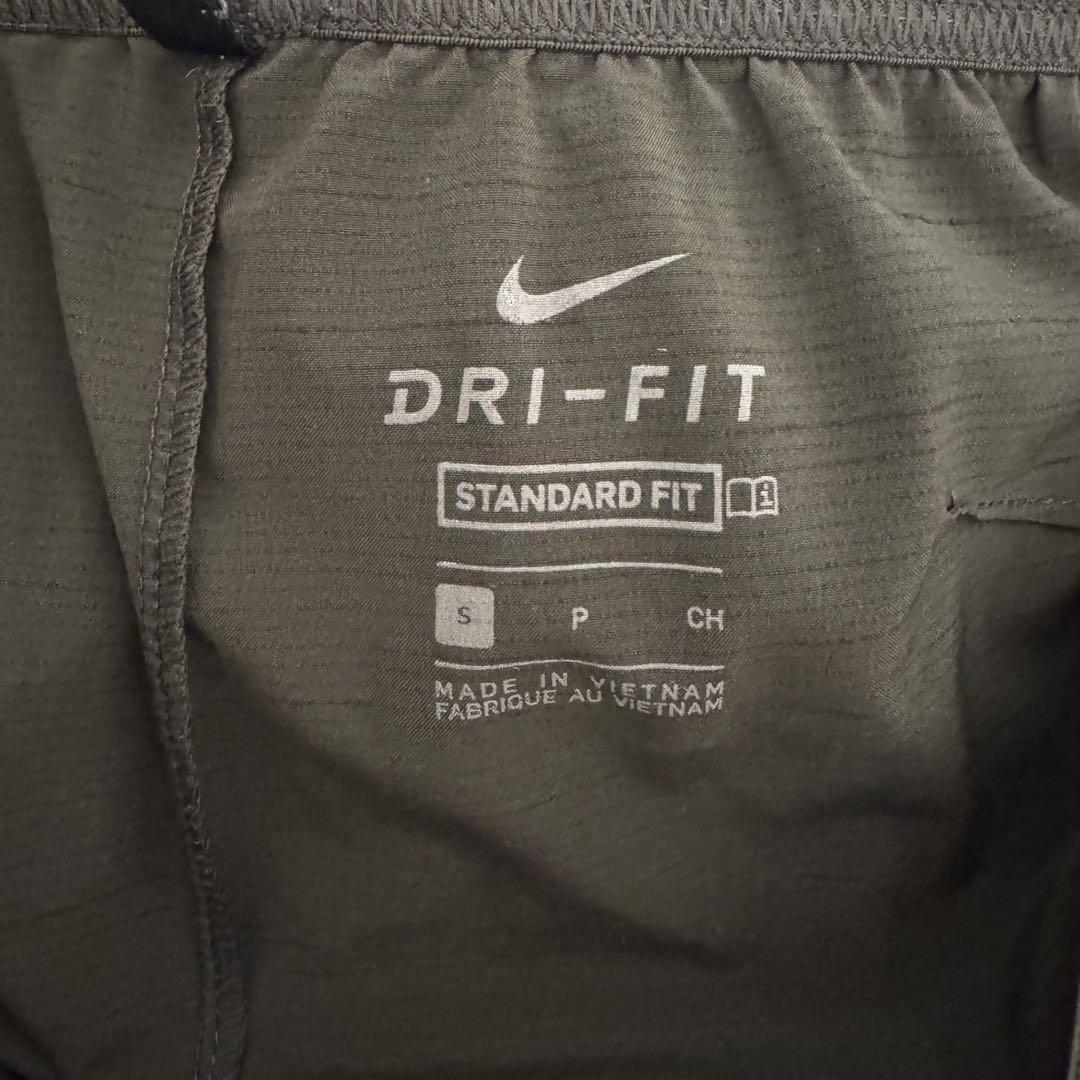 DRI-FIT
STANDARD FIT i
S P CH
MADE IN VIETNAM
FABRIQUE AU VIETNAM